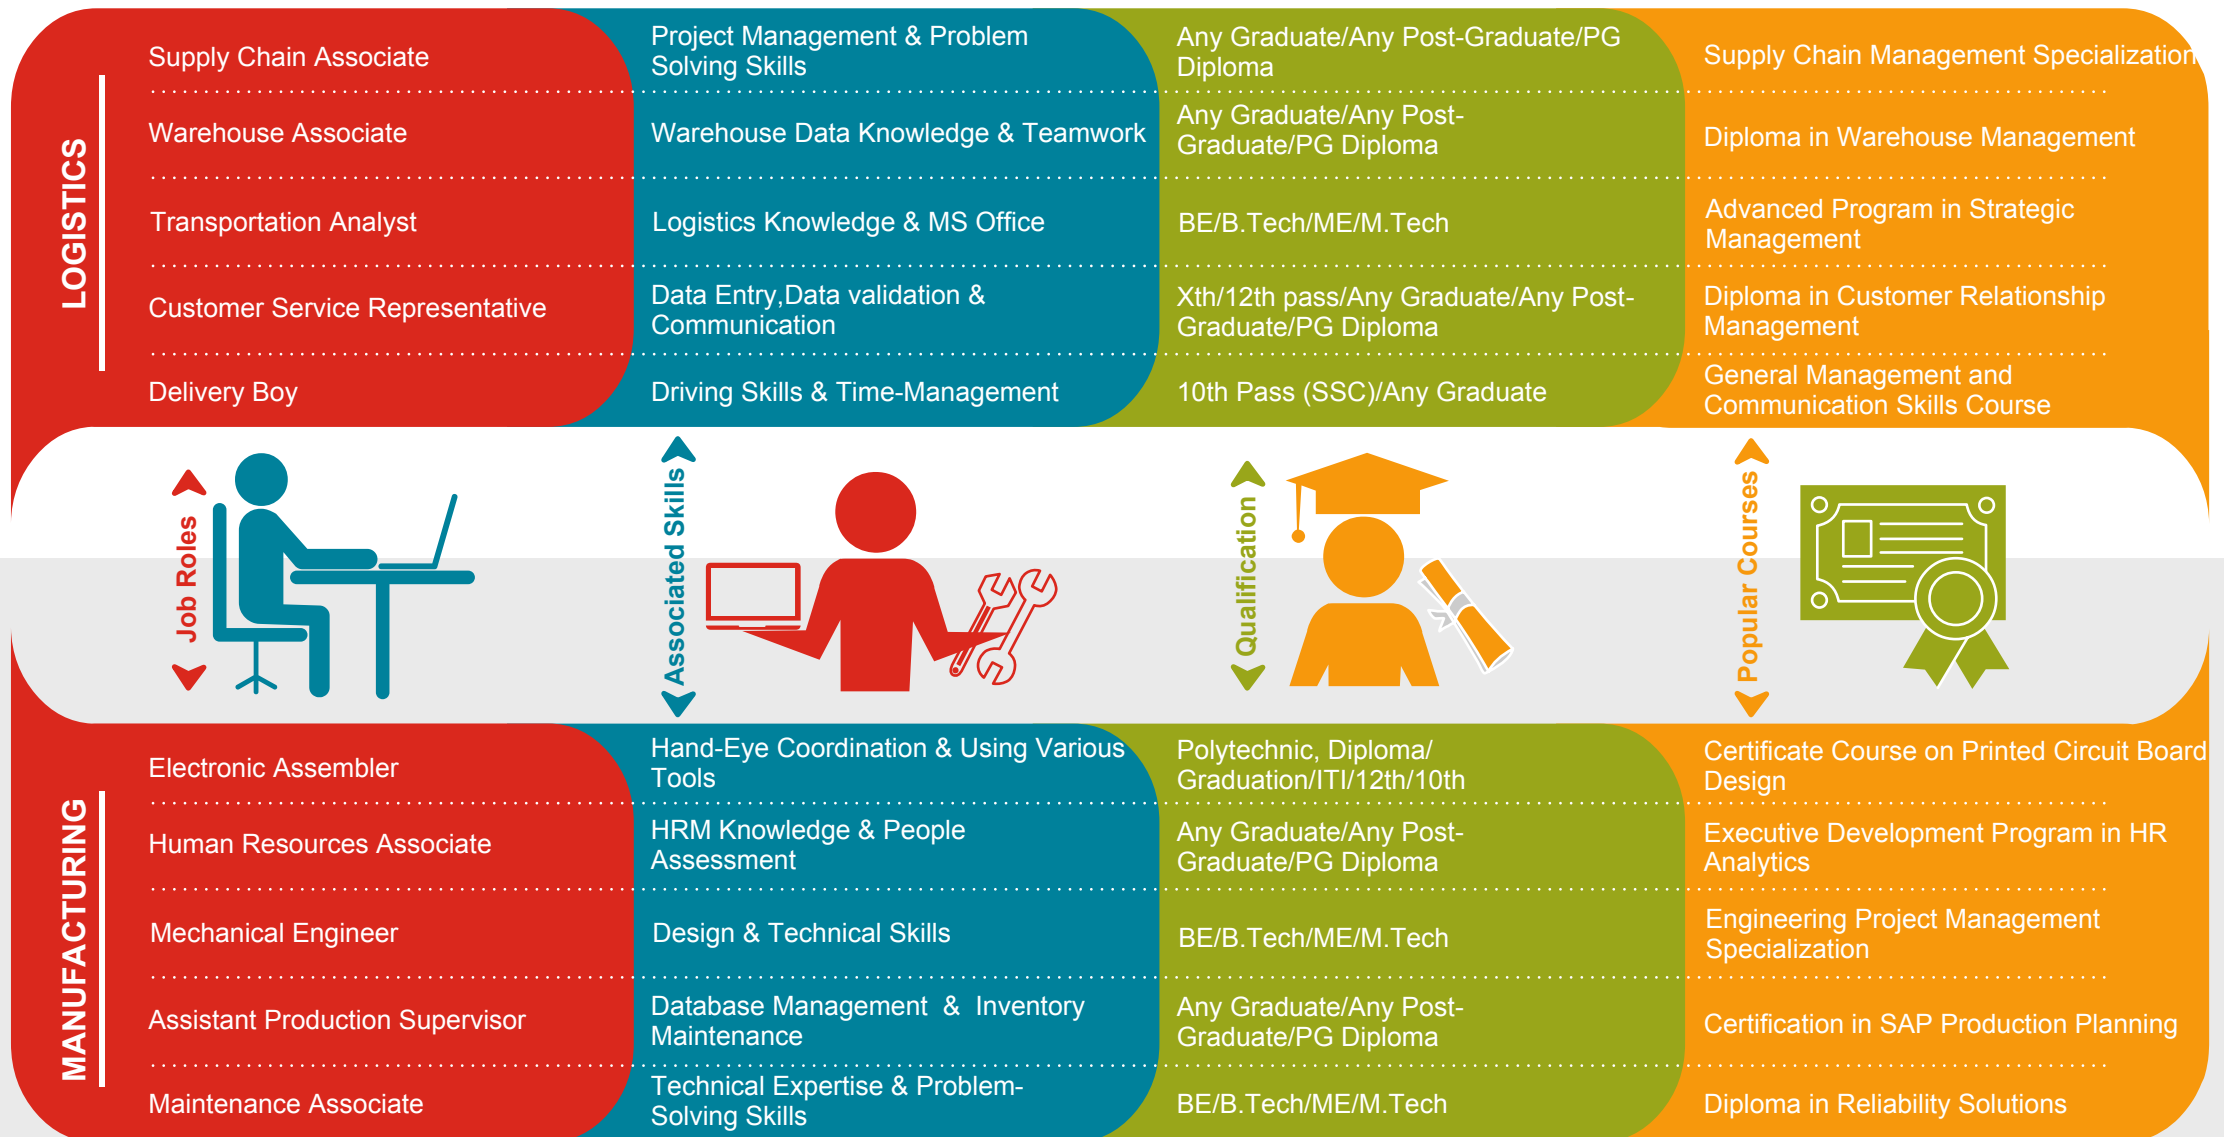 LOGISTICS
Supply Chain Associate
Project Management & Problem
Solving Skills
Any Graduate/Any Post-Graduate/PG
Diploma
Supply Chain Management Specialization
Warehouse Associate
Warehouse Data Knowledge & Teamwork
Any Graduate/Any Post-
Graduate/PG Diploma
Diploma in Warehouse Management
Transportation Analyst
Logistics Knowledge & MS Office
BE/B.Tech/ME/M.Tech
Advanced Program in Strategic
Management
Customer Service Representative
Data Entry,Data validation &
Communication
Xth/12th pass/Any Graduate/Any Post-
Graduate/PG Diploma
Diploma in Customer Relationship
Management
Delivery Boy
Driving Skills & Time-Management
10th Pass (SSC)/Any Graduate
General Management and
Communication Skills Course
Job Roles
Associated Skills
Qualification
Popular Courses
MANUFACTURING
Electronic Assembler
Hand-Eye Coordination & Using Various
Tools
Polytechnic, Diploma/
Graduation/ITI/12th/10th
Certificate Course on Printed Circuit Board
Design
Human Resources Associate
HRM Knowledge & People
Assessment
Any Graduate/Any Post-
Graduate/PG Diploma
Executive Development Program in HR
Analytics
Mechanical Engineer
Design & Technical Skills
BE/B.Tech/ME/M.Tech
Engineering Project Management
Specialization
Assistant Production Supervisor
Database Management & Inventory
Maintenance
Any Graduate/Any Post-
Graduate/PG Diploma
Certification in SAP Production Planning
Maintenance Associate
Technical Expertise & Problem-
Solving Skills
BE/B.Tech/ME/M.Tech
Diploma in Reliability Solutions